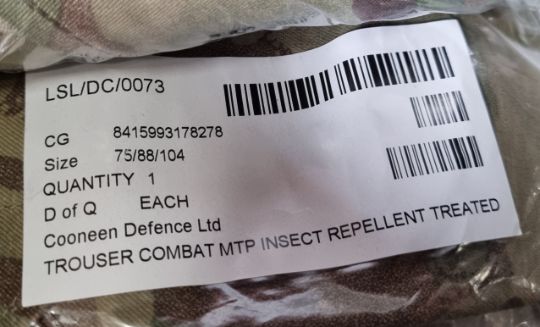 LSL/DC/0073
CG 8415993178278
Size 75/88/104
QUANTITY 1
D of Q EACH
Cooneen Defence Ltd
TROUSER COMBAT MTP INSECT REPELLENT TREATED